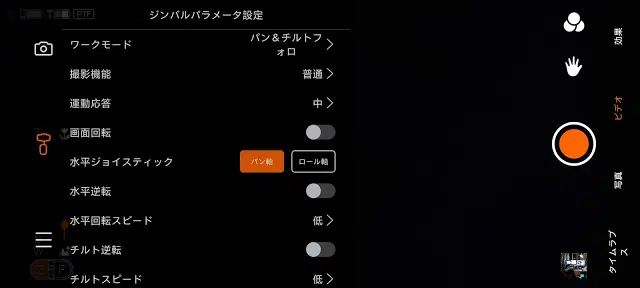 PTF
ジンバルパラメータ設定
ワークモード
パン＆チルトフ
ォロ
撮影機能
普通
運動応答
中
画面回転
水平ジョイスティック
パン軸
ロール軸
水平逆転
水平回転スピード
低
チルト逆転
チルトスピード
低
効果
ビデオ
写真
タイムラプ
ス